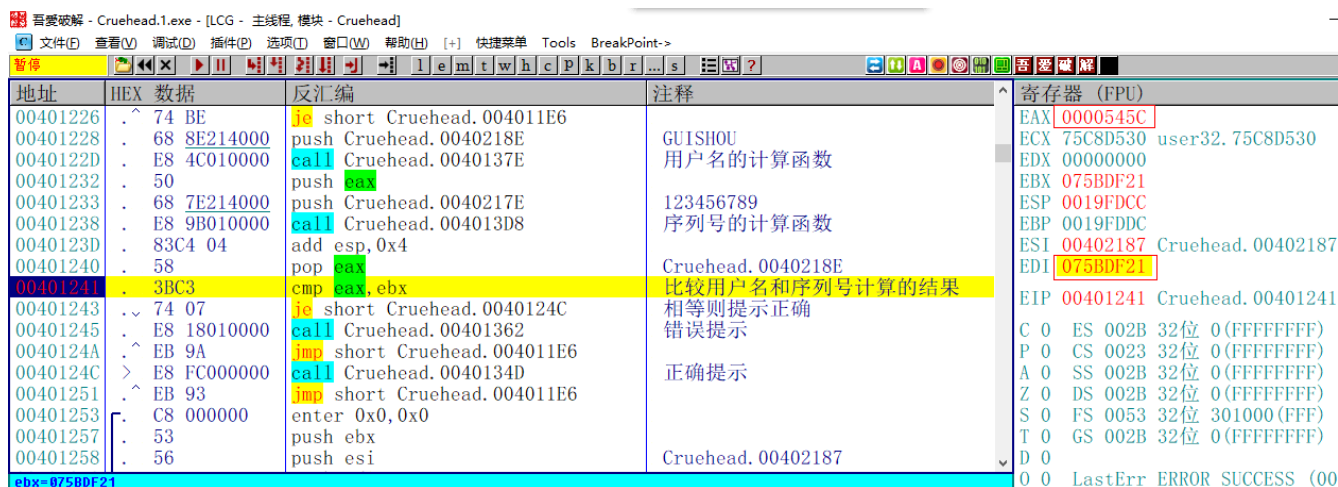 吾爱破解 - Cruehead.1.exe - [LCG - 主线程, 模块 - Cruehead]
文件(F) 查看(V) 调试(D) 插件(P) 选项(T) 窗口(W) 帮助(H) [+] 快捷菜单 Tools BreakPoint->
暂停 l e m t w h c P k b r ... s ? 吾 爱 破 解
地址 HEX 数据 反汇编 注释 寄存器 (FPU)
00401226 .^ 74 BE je short Cruehead.004011E6
00401228 . 68 8E214000 push Cruehead.0040218E GUISHOU
0040122D . E8 4C010000 call Cruehead.0040137E 用户名的计算函数
00401232 . 50 push eax
00401233 . 68 7E214000 push Cruehead.0040217E 123456789
00401238 . E8 9B010000 call Cruehead.004013D8 序列号的计算函数
0040123D . 83C4 04 add esp,0x4
00401240 . 58 pop eax Cruehead.0040218E
00401241 . 3BC3 cmp eax,ebx 比较用户名和序列号计算的结果
00401243 .⌄ 74 07 je short Cruehead.0040124C 相等则提示正确
00401245 . E8 18010000 call Cruehead.00401362 错误提示
0040124A .^ EB 9A jmp short Cruehead.004011E6
0040124C > E8 FC000000 call Cruehead.0040134D 正确提示
00401251 .^ EB 93 jmp short Cruehead.004011E6
00401253 . C8 000000 enter 0x0,0x0
00401257 . 53 push ebx
00401258 . 56 push esi Cruehead.00402187
ebx=075BDF21
EAX 0000545C
ECX 75C8D530 user32.75C8D530
EDX 00000000
EBX 075BDF21
ESP 0019FDCC
EBP 0019FDDC
ESI 00402187 Cruehead.00402187
EDI 075BDF21
EIP 00401241 Cruehead.00401241
C 0 ES 002B 32位 0(FFFFFFFF)
P 0 CS 0023 32位 0(FFFFFFFF)
A 0 SS 002B 32位 0(FFFFFFFF)
Z 0 DS 002B 32位 0(FFFFFFFF)
S 0 FS 0053 32位 301000(FFF)
T 0 GS 002B 32位 0(FFFFFFFF)
D 0
O 0 LastErr ERROR_SUCCESS (00